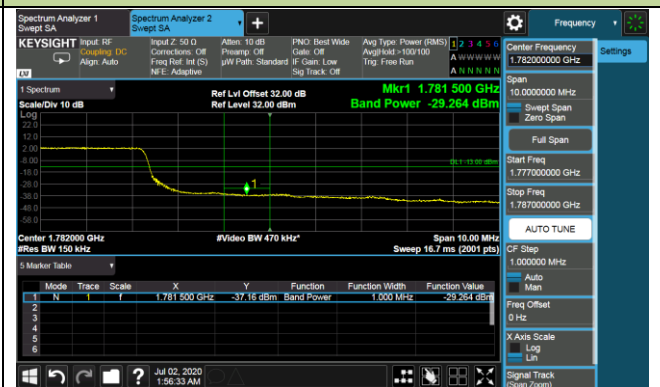 Spectrum Analyzer 1
Swept SA
Spectrum Analyzer 2
Swept SA
+
Frequency
KEYSIGHT
Input: RF
Coupling: DC
Align: Auto
Input Z: 50 Ω
Corrections: Off
Freq Ref: Int (S)
NFE: Adaptive
Atten: 10 dB
Preamp: Off
µW Path: Standard
PNO: Best Wide
Gate: Off
IF Gain: Low
Sig Track: Off
Avg Type: Power (RMS)
Avg|Hold:>100/100
Trig: Free Run
1 2 3 4 5 6
A W W W W W
A N N N N N
LXI
1 Spectrum
Scale/Div 10 dB
Ref Lvl Offset 32.00 dB
Ref Level 32.00 dBm
Mkr1 1.781 500 GHz
Band Power -29.264 dBm
Log
22.0
12.0
2.00
-8.00
-18.0
-28.0
-38.0
-48.0
-58.0
DL1 -13.00 dBm
1
Center 1.782000 GHz
#Res BW 150 kHz
#Video BW 470 kHz*
Span 10.00 MHz
Sweep 16.7 ms (2001 pts)
5 Marker Table
Mode Trace Scale X Y Function Function Width Function Value
1 N 1 f 1.781 500 GHz -37.16 dBm Band Power 1.000 MHz -29.264 dBm
2
3
4
5
6
Jul 02, 2020
1:56:33 AM
?
Center Frequency
1.782000000 GHz
Settings
Span
10.0000000 MHz
Swept Span
Zero Span
Full Span
Start Freq
1.777000000 GHz
Stop Freq
1.787000000 GHz
AUTO TUNE
CF Step
1.000000 MHz
Auto
Man
Freq Offset
0 Hz
X Axis Scale
Log
Lin
Signal Track
(Span Zoom)